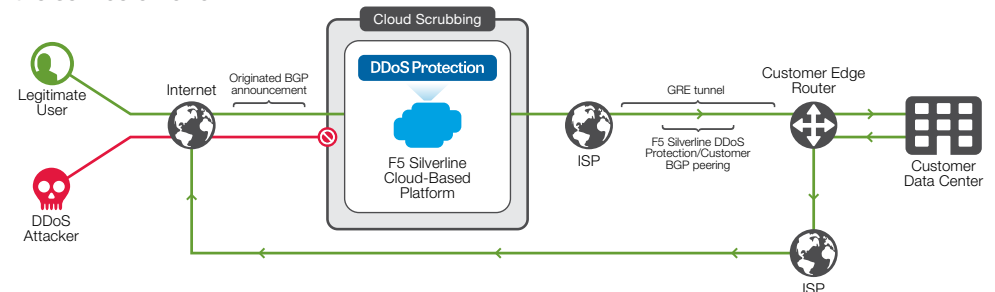 Cloud Scrubbing
DDoS Protection
F5 Silverline
Cloud-Based
Platform
Legitimate
User
Internet
Originated BGP
announcement
DDoS
Attacker
ISP
GRE tunnel
F5 Silverline DDoS
Protection/Customer
BGP peering
Customer Edge
Router
Customer
Data Center
ISP